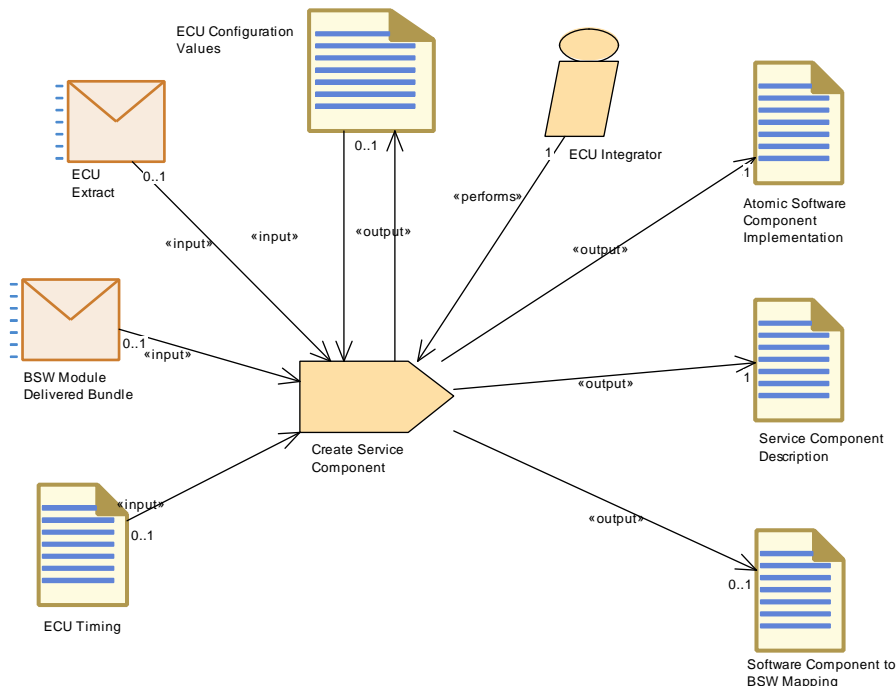 ECU Configuration
Values
ECU
Extract
0..1
0..1
1
ECU Integrator
1
Atomic Software
Component
Implementation
«performs»
«input»
«input»
«output»
«output»
BSW Module
Delivered Bundle
0..1
«input»
Create Service
Component
«output»
1
Service Component
Description
«input»
0..1
ECU Timing
«output»
0..1
Software Component to
BSW Mapping